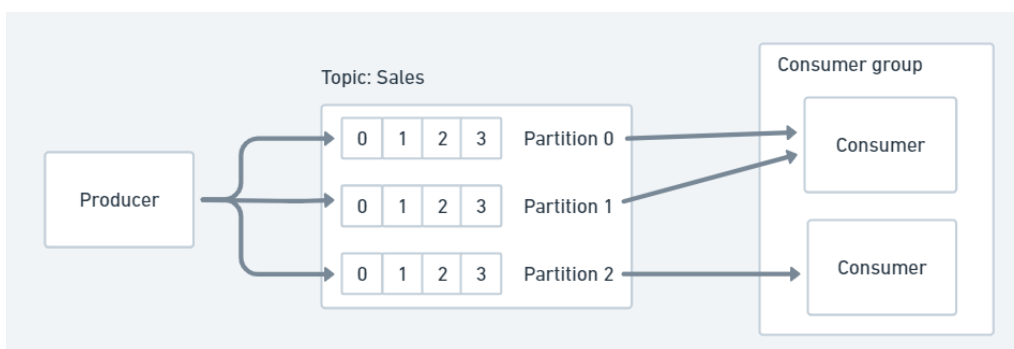 Topic: Sales
Consumer group
Producer
0 1 2 3 Partition 0
0 1 2 3 Partition 1
0 1 2 3 Partition 2
Consumer
Consumer